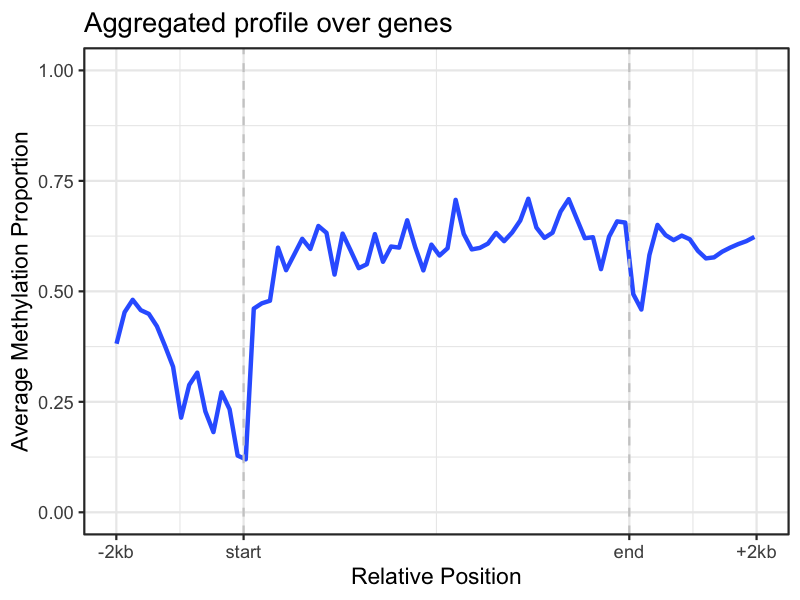 Aggregated profile over genes
Average Methylation Proportion
1.00
0.75
0.50
0.25
0.00
-2kb start end +2kb
Relative Position